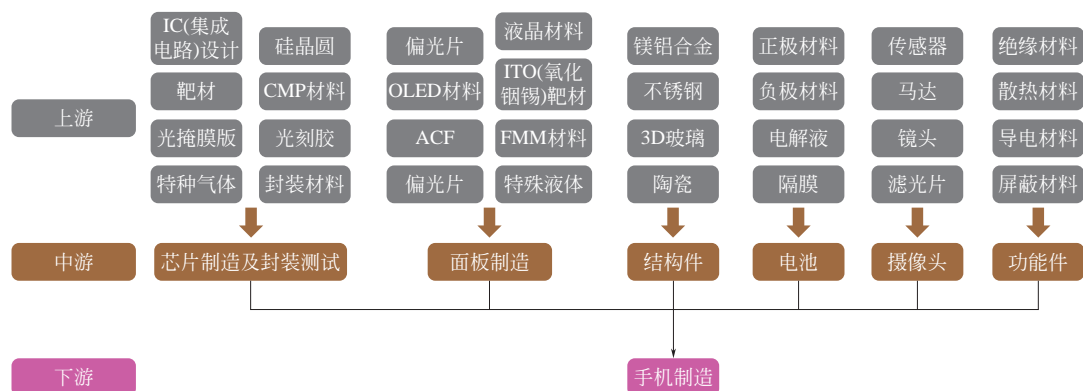 上游
IC(集成
电路)设计
硅晶圆
靶材
CMP材料
光掩膜版
光刻胶
特种气体
封装材料
偏光片
液晶材料
OLED材料
ITO(氧化
铟锡)靶材
ACF
FMM材料
偏光片
特殊液体
镁铝合金
不锈钢
3D玻璃
陶瓷
正极材料
负极材料
电解液
隔膜
传感器
马达
镜头
滤光片
绝缘材料
散热材料
导电材料
屏蔽材料
中游
芯片制造及封装测试
面板制造
结构件
电池
摄像头
功能件
下游
手机制造